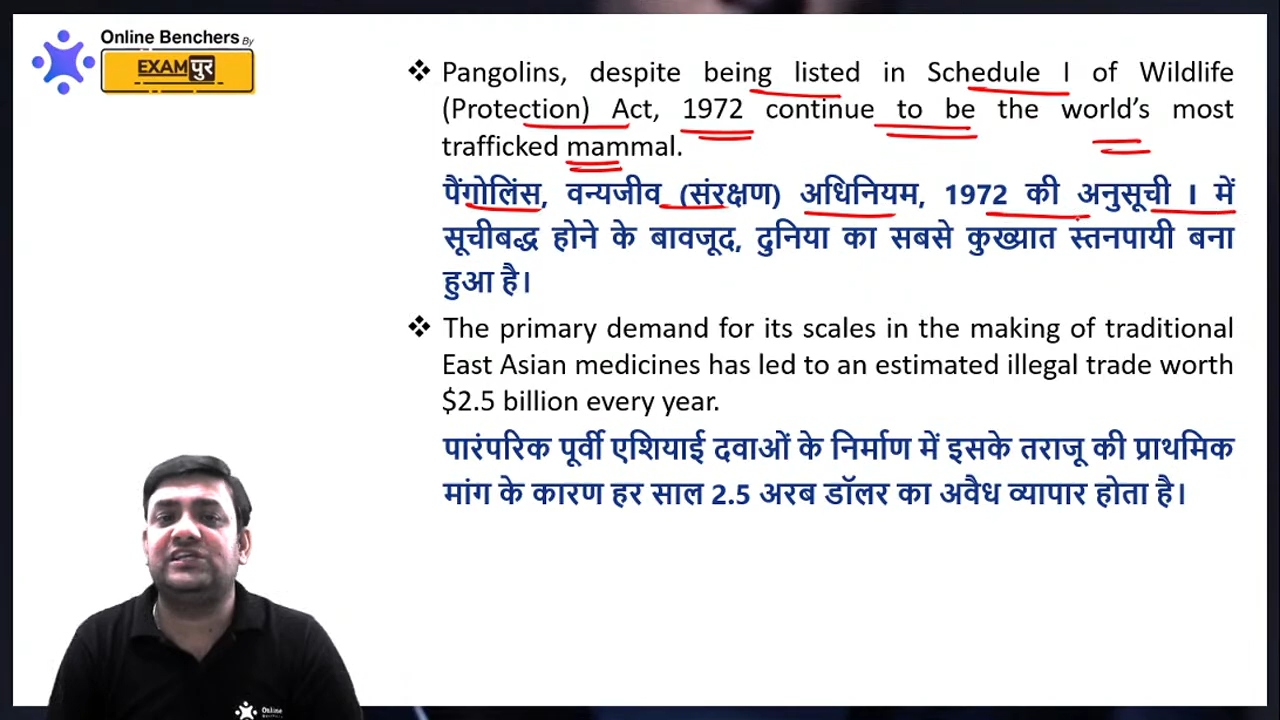 Online Benchers By
EXAMपुर
❖ Pangolins, despite being listed in Schedule I of Wildlife
(Protection) Act, 1972 continue to be the world's most
trafficked mammal.
पैंगोलिंस, वन्यजीव (संरक्षण) अधिनियम, 1972 की अनुसूची I में
सूचीबद्ध होने के बावजूद, दुनिया का सबसे कुख्यात स्तनपायी बना
हुआ है।
❖ The primary demand for its scales in the making of traditional
East Asian medicines has led to an estimated illegal trade worth
$2.5 billion every year.
पारंपरिक पूर्वी एशियाई दवाओं के निर्माण में इसके तराजू की प्राथमिक
मांग के कारण हर साल 2.5 अरब डॉलर का अवैध व्यापार होता है।
Online